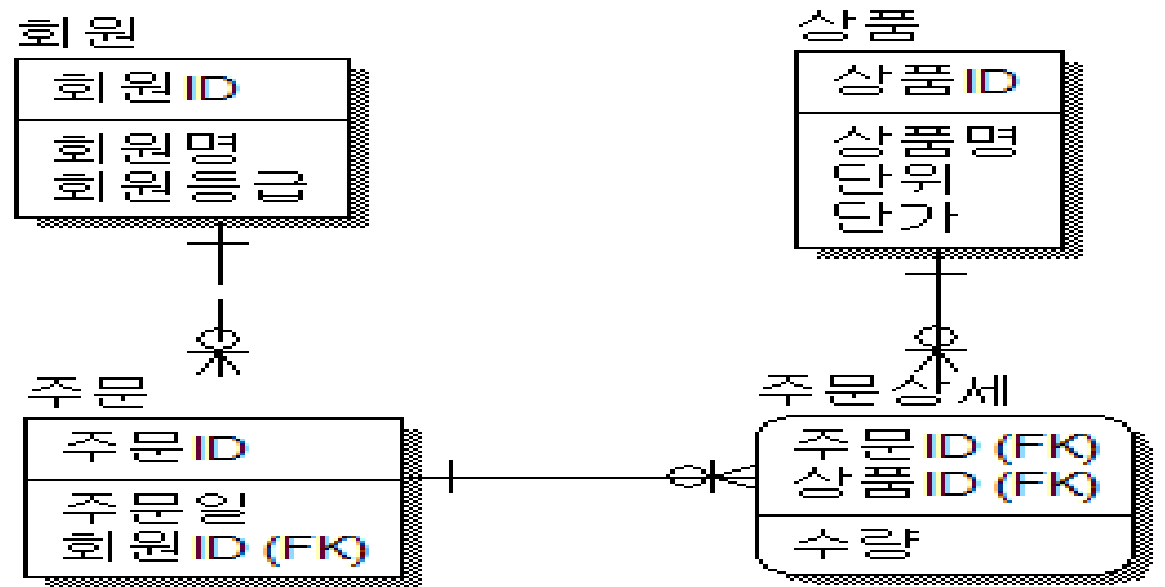 회원
회원ID
회원명
회원등급
상품
상품ID
상품명
단위
단가
주문
주문ID
주문일
회원ID (FK)
주문상세
주문ID (FK)
상품ID (FK)
수량